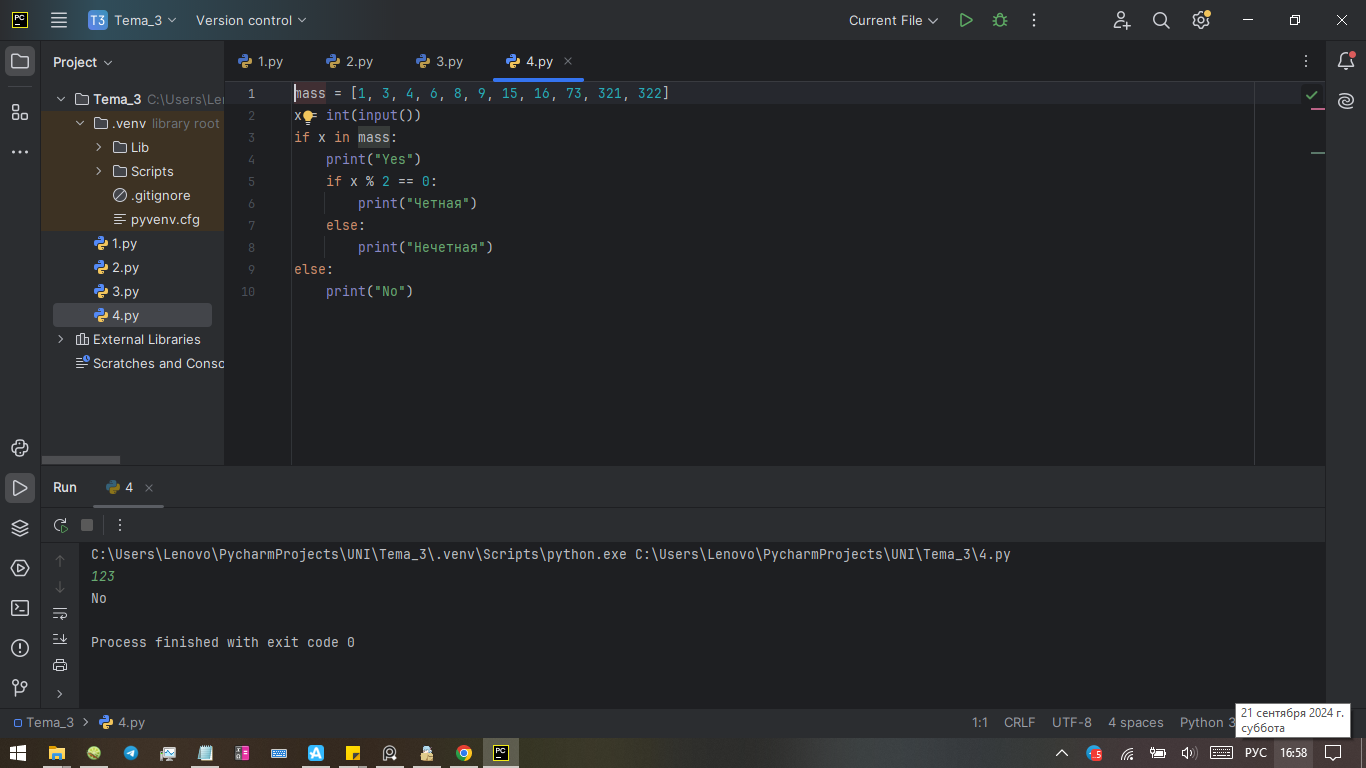 PC T3 Tema_3 Version control Current File
Project 1.py 2.py 3.py 4.py
Tema_3 C:\Users\Le
.venv library root
Lib
Scripts
.gitignore
pyvenv.cfg
1.py
2.py
3.py
4.py
External Libraries
Scratches and Consc
1 mass = [1, 3, 4, 6, 8, 9, 15, 16, 73, 321, 322]
2 x = int(input())
3 if x in mass:
4 print("Yes")
5 if x % 2 == 0:
6 print("Четная")
7 else:
8 print("Нечетная")
9 else:
10 print("No")
Run 4
C:\Users\Lenovo\PycharmProjects\UNI\Tema_3\.venv\Scripts\python.exe C:\Users\Lenovo\PycharmProjects\UNI\Tema_3\4.py
123
No
Process finished with exit code 0
Tema_3 4.py 1:1 CRLF UTF-8 4 spaces Python 3
21 сентября 2024 г.
суббота
PC РУС 16:58